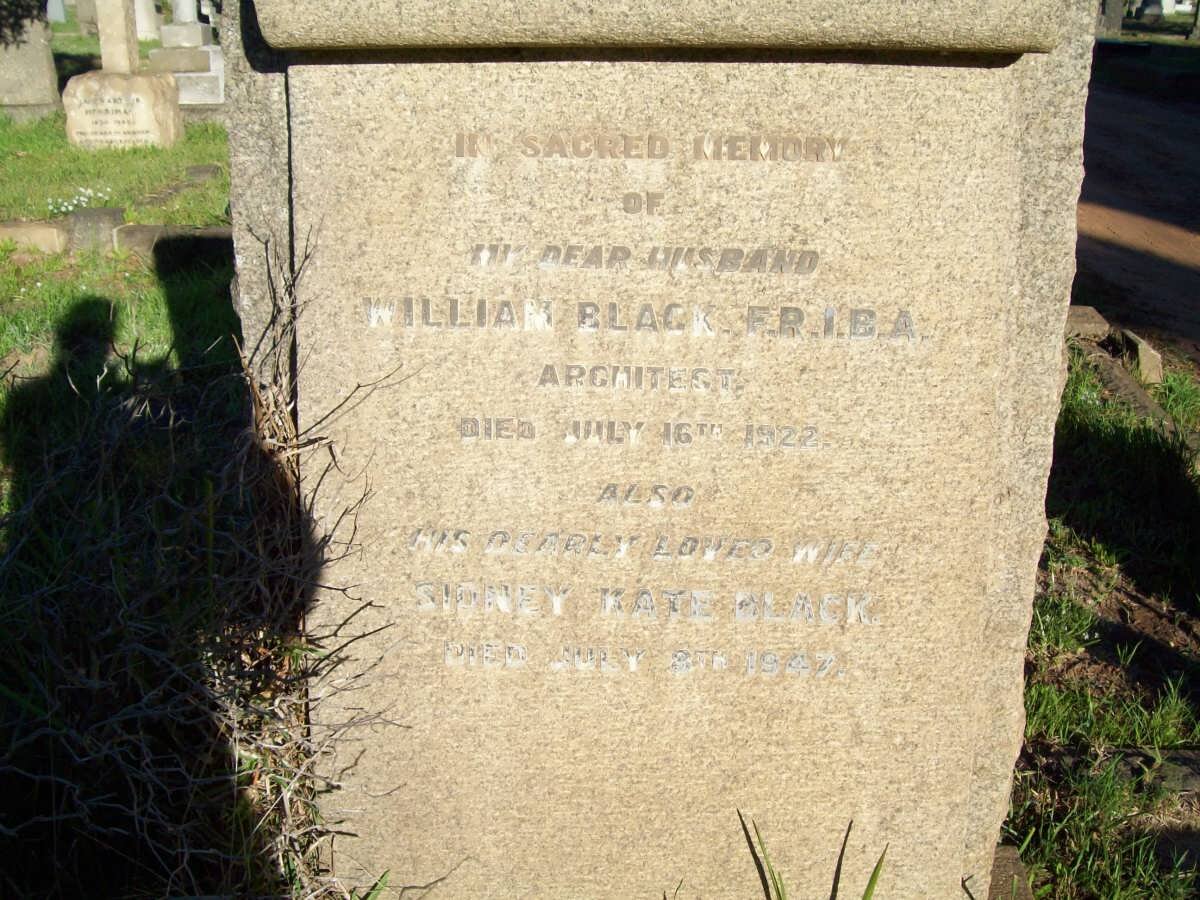 IN SACRED MEMORY
OF
MY DEAR HUSBAND
WILLIAM BLACK. F.R.I.B.A.
ARCHITECT.
DIED JULY 16TH 1922.
ALSO
HIS DEARLY LOVED WIFE
SIDNEY KATE BLACK.
DIED JULY 8TH 1947.